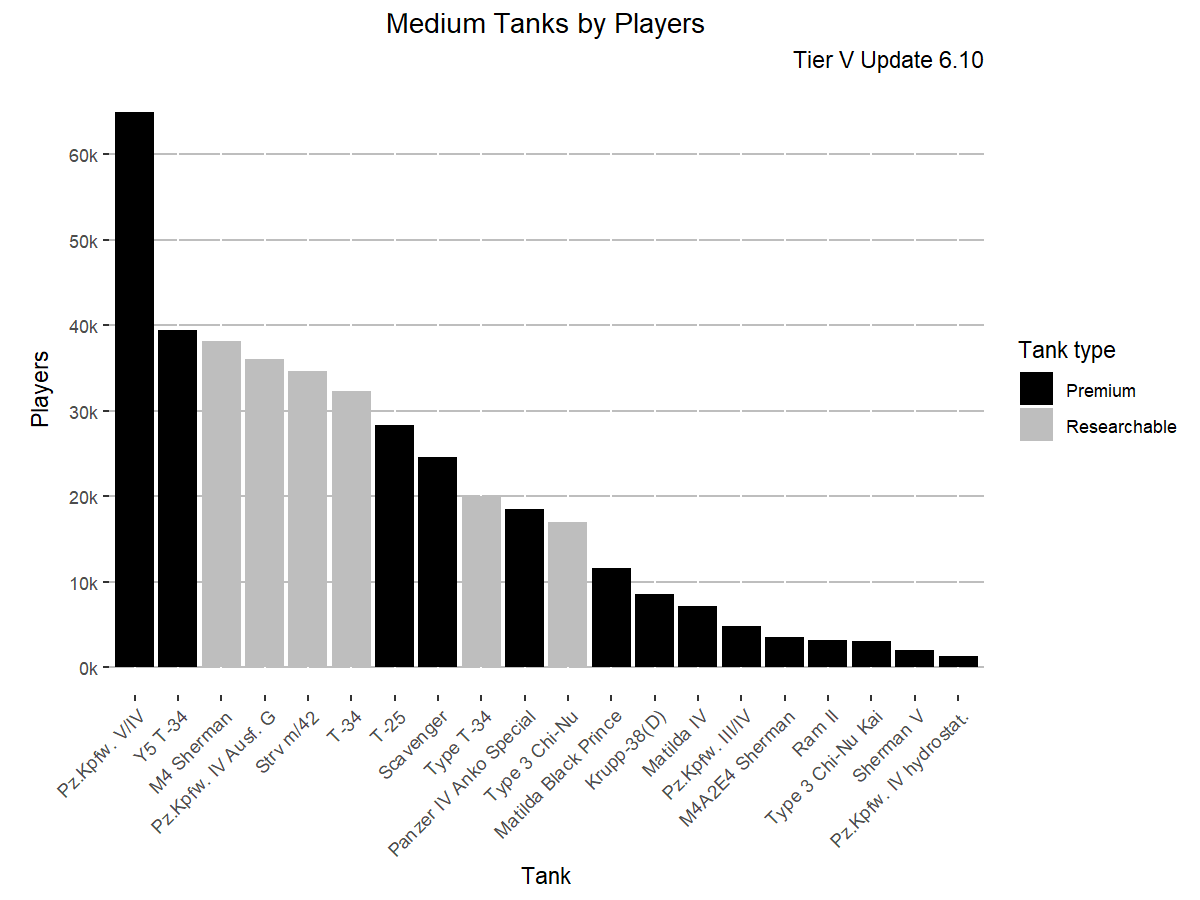 Medium Tanks by Players
Tier V Update 6.10
Players
60k
50k
40k
30k
20k
10k
0k
Pz.Kpfw. V/IV
Y5 T-34
M4 Sherman
Pz.Kpfw. IV Ausf. G
Strv m/42
T-34
T-25
Scavenger
Type T-34
Panzer IV Anko Special
Type 3 Chi-Nu
Matilda Black Prince
Krupp-38(D)
Matilda IV
Pz.Kpfw. III/IV
M4A2E4 Sherman
Ram II
Type 3 Chi-Nu Kai
Sherman V
Pz.Kpfw. IV hydrostat.
Tank
Tank type
Premium
Researchable